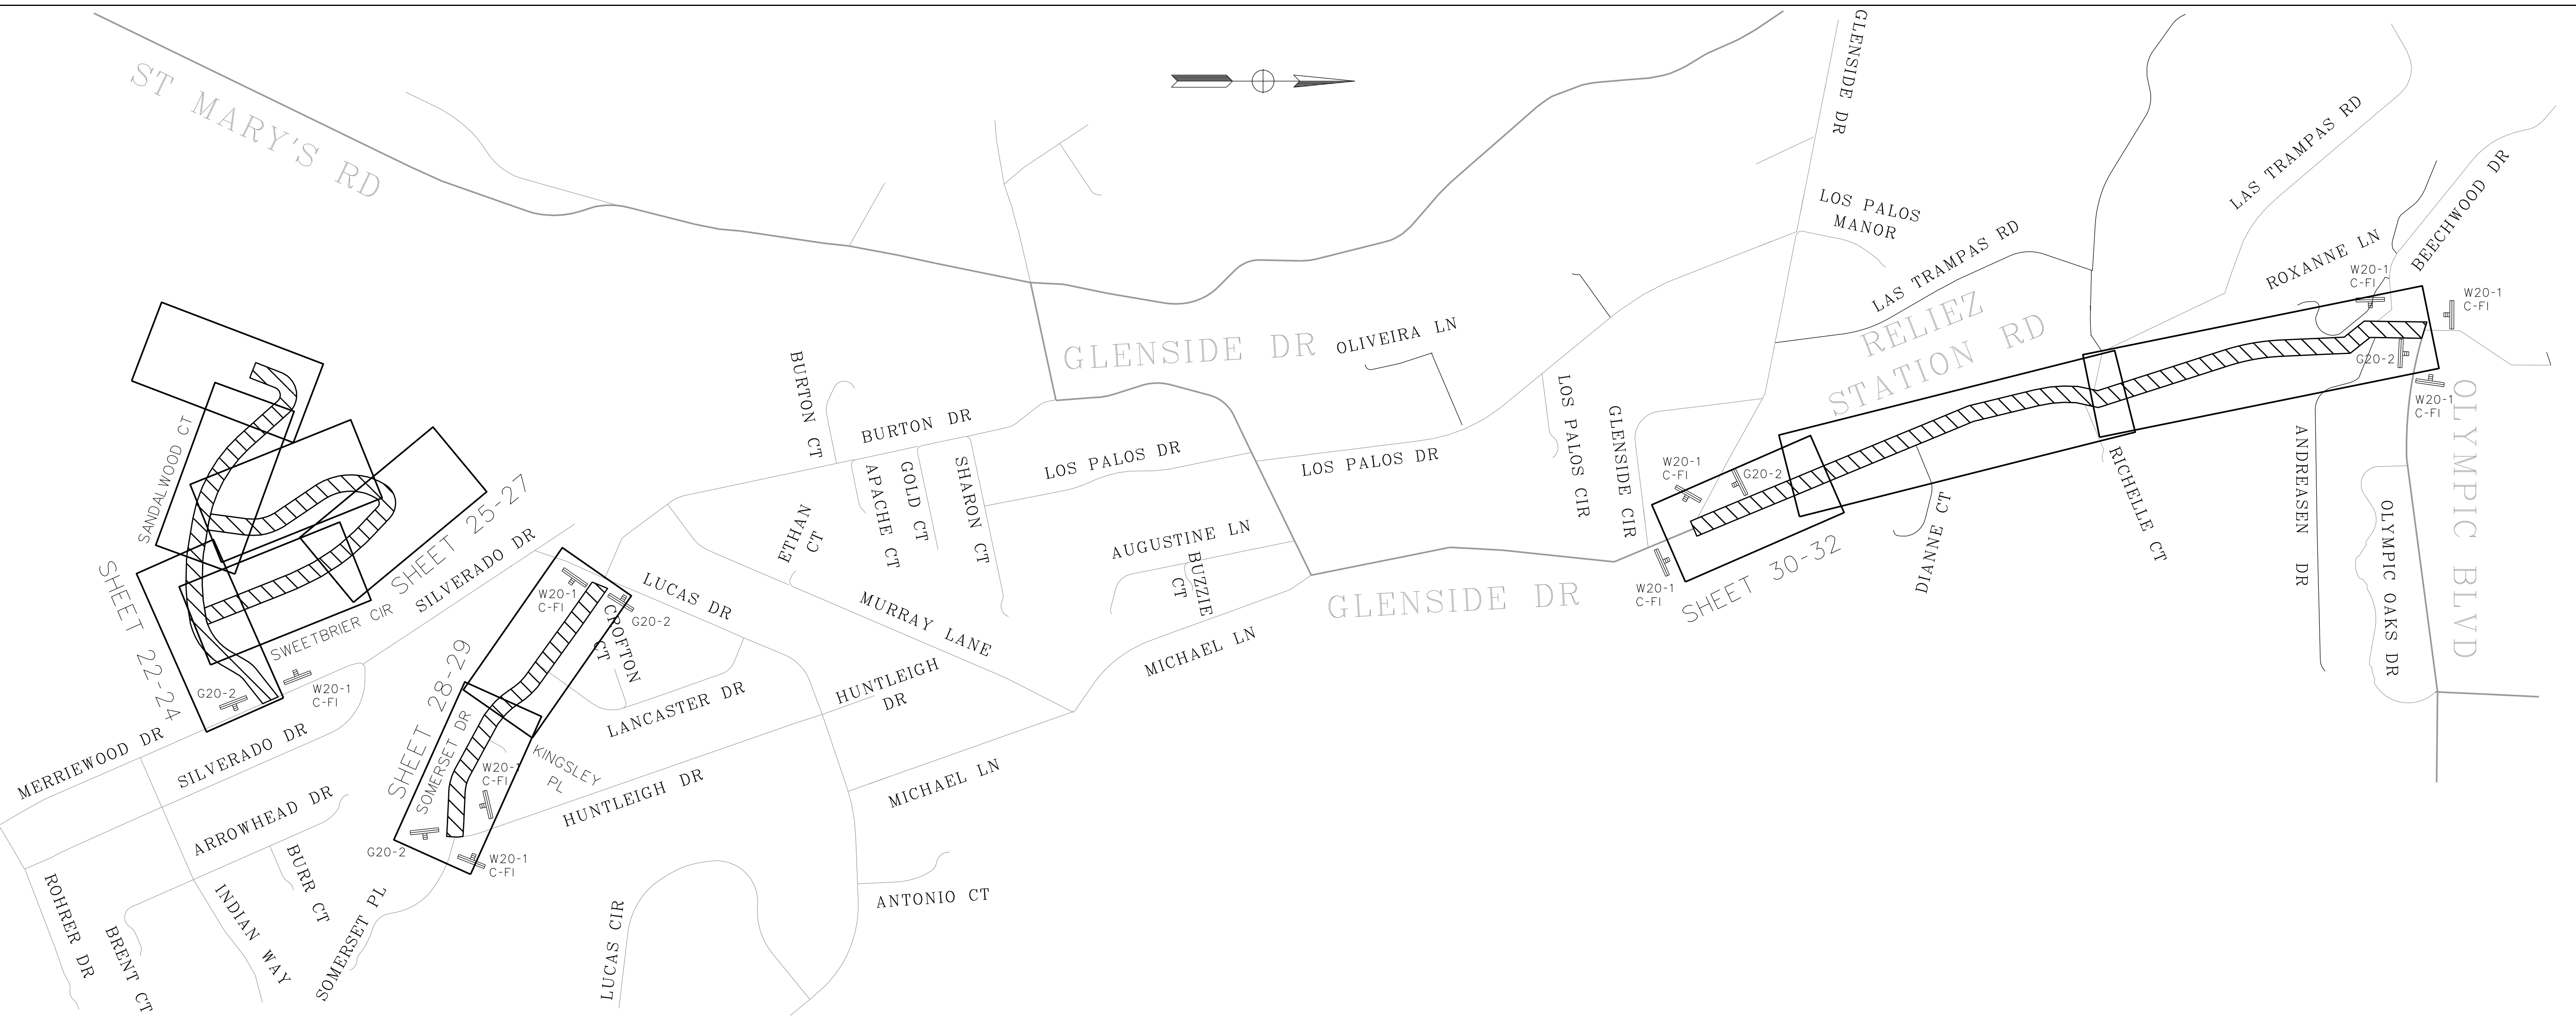 ST MARY'S RD
GLENSIDE DR
LOS PALOS
MANOR
LAS TRAMPAS RD
LAS TRAMPAS RD
BEECHWOOD DR
ROXANNE LN
W20-1
C-FI
W20-1
C-FI
RELIEZ
STATION RD
GLENSIDE DR
OLIVEIRA LN
G20-2
W20-1
C-FI
OLYMPIC BLVD
BURTON CT
BURTON DR
LOS PALOS DR
LOS PALOS DR
LOS PALOS CIR
GLENSIDE CIR
W20-1
C-FI
G20-2
W20-1
C-FI
SHEET 30-32
DIANNE CT
RICHELLE CT
ANDREASEN DR
OLYMPIC OAKS DR
SANDALWOOD CT
SHEET 25-27
SILVERADO DR
SWEETBRIER CIR
SHEET 22-24
G20-2
W20-1
C-FI
ETHAN
CT
APACHE CT
GOLD CT
SHARON CT
AUGUSTINE LN
BUZZIE
CT
GLENSIDE DR
MICHAEL LN
LUCAS DR
MURRAY LANE
W20-1
C-FI
G20-2
CROFTON
CT
SHEET 28-29
SOMERSET DR
LANCASTER DR
HUNTLEIGH
DR
KINGSLEY
PL
W20-1
C-FI
HUNTLEIGH DR
MICHAEL LN
MERRIEWOOD DR
SILVERADO DR
ARROWHEAD DR
G20-2
W20-1
C-FI
BURR CT
ROHRER DR
BRENT CT
INDIAN WAY
SOMERSET PL
LUCAS CIR
ANTONIO CT